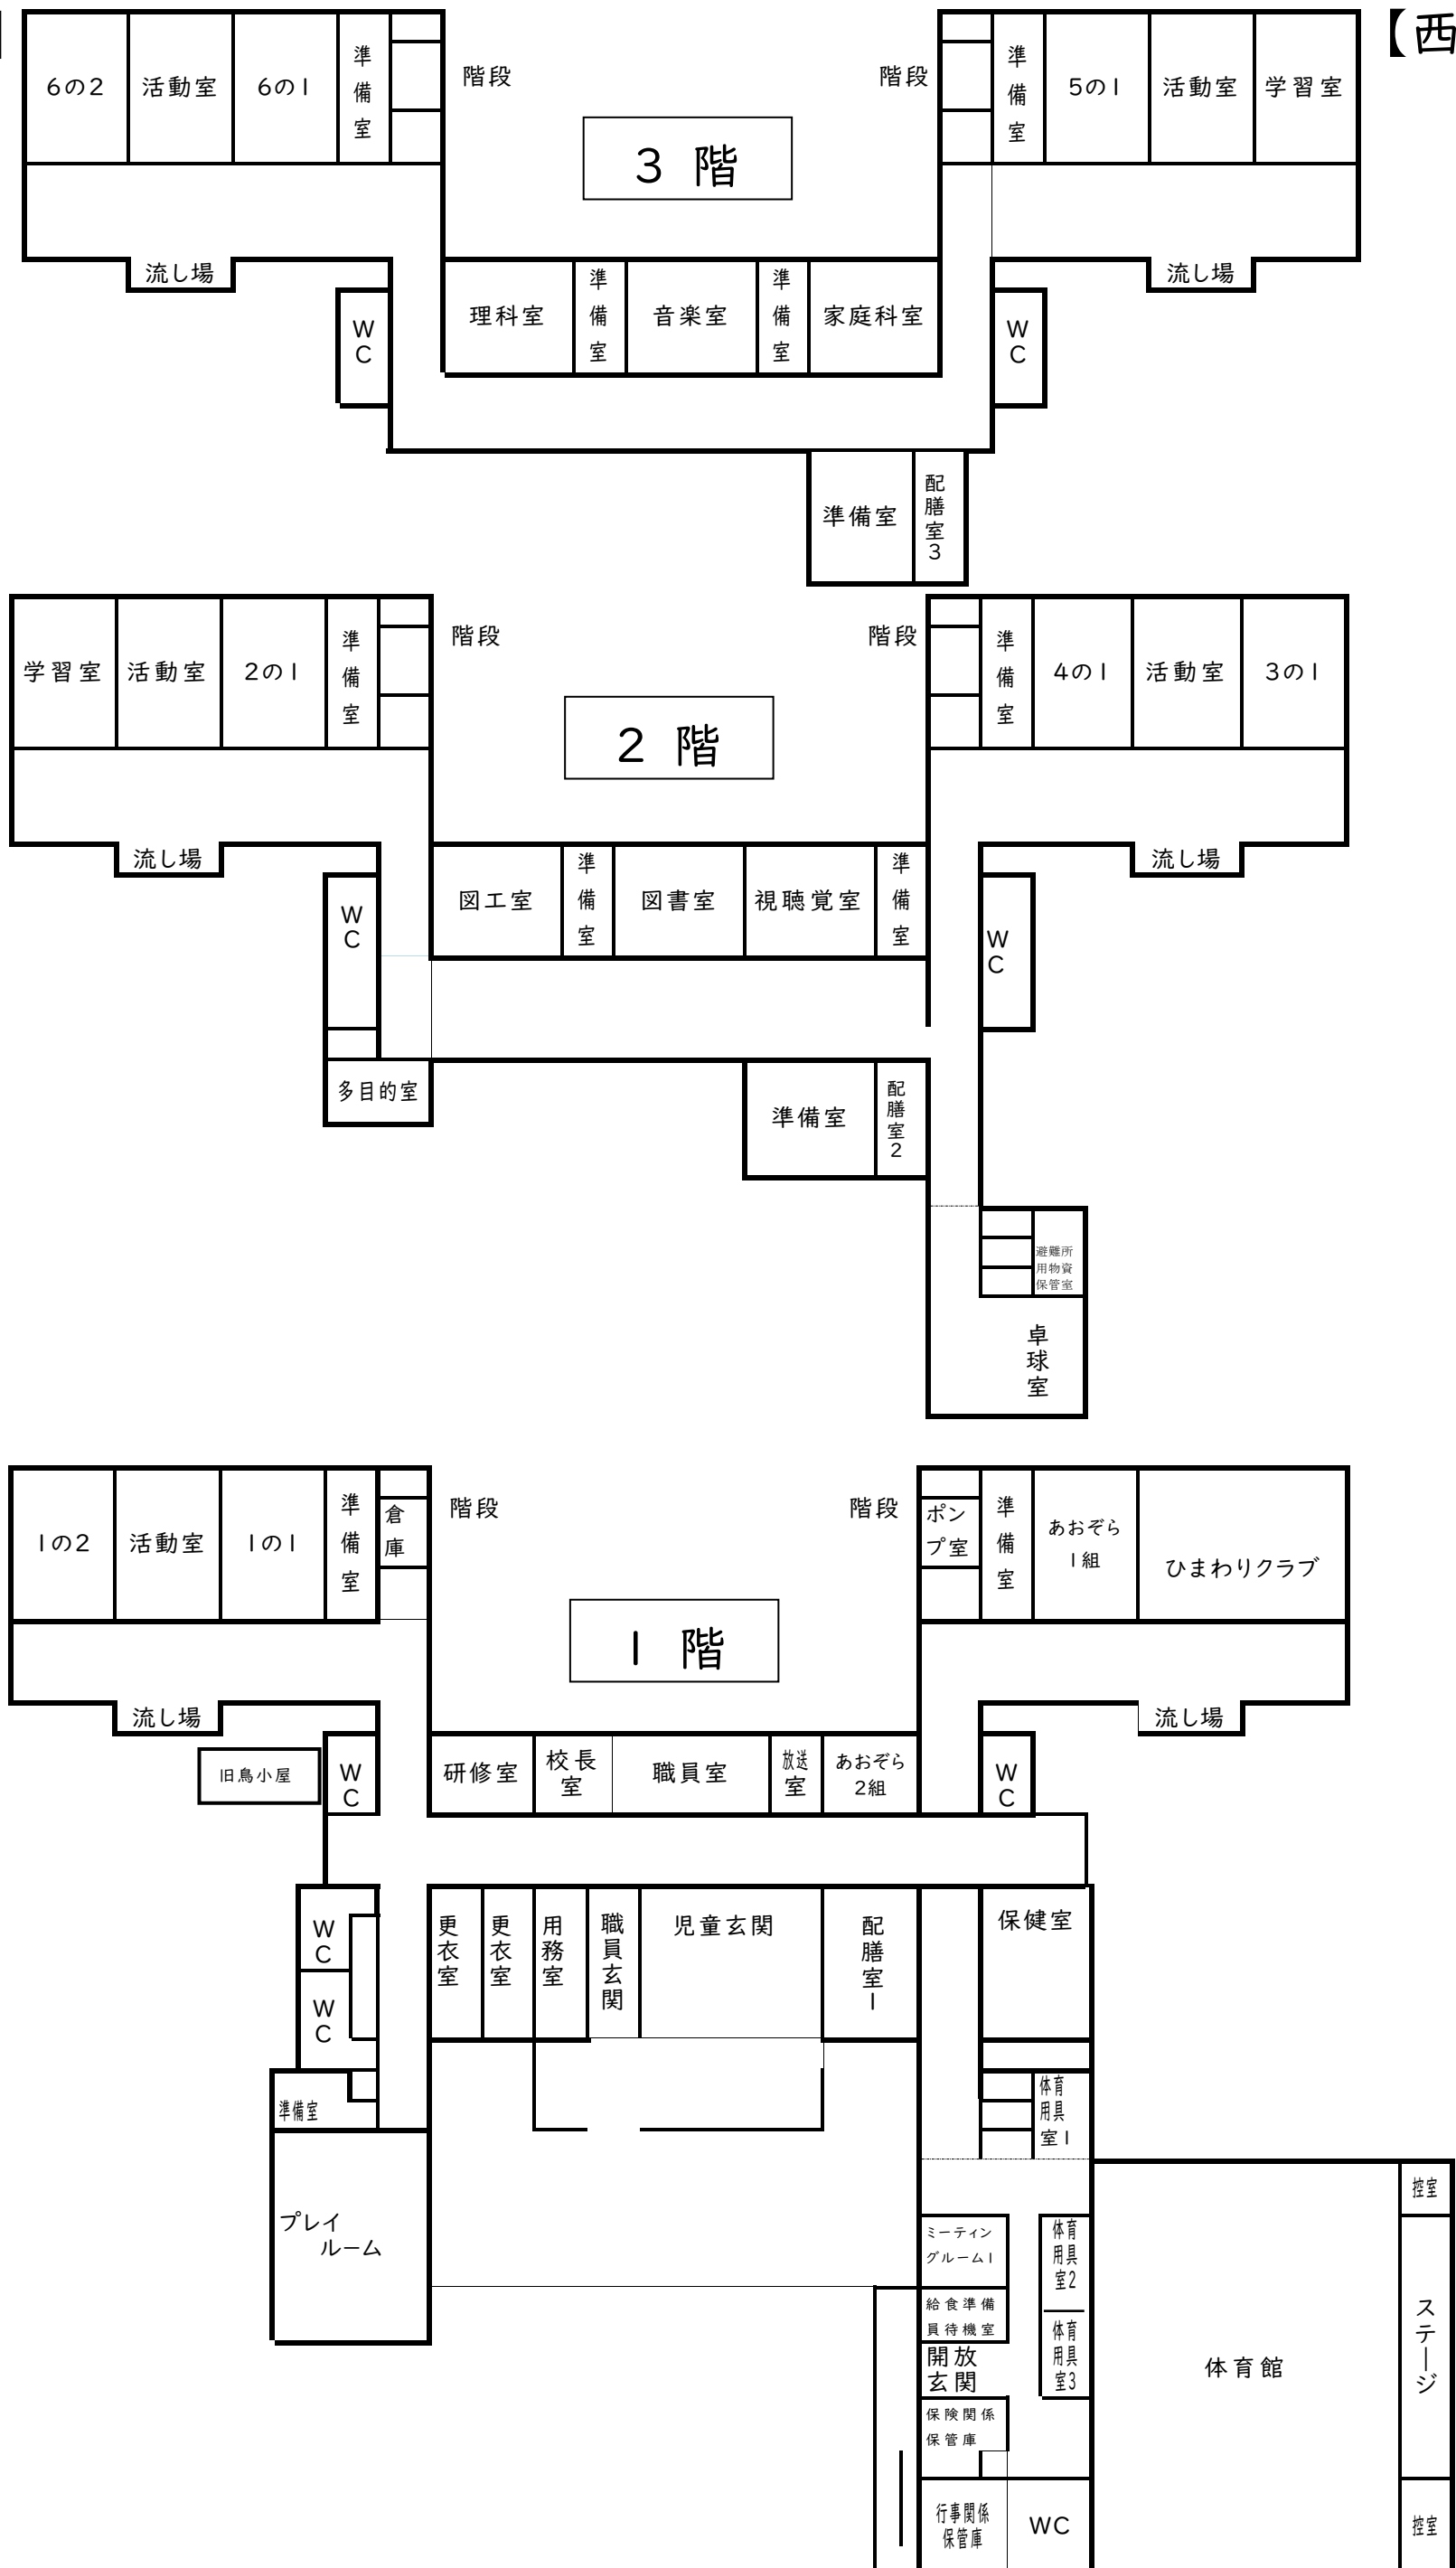 【西
6の2
活動室
6の1
準備室
階段
階段
準備室
5の1
活動室
学習室
3 階
流し場
流し場
WC
理科室
準備室
音楽室
準備室
家庭科室
WC
準備室
配膳室3
学習室
活動室
2の1
準備室
階段
階段
準備室
4の1
活動室
3の1
2 階
流し場
流し場
WC
図工室
準備室
図書室
視聴覚室
準備室
WC
多目的室
準備室
配膳室2
避難所
用物資
保管室
卓球室
1の2
活動室
1の1
準備室
倉庫
階段
階段
ポン
プ室
準備室
あおぞら
1組
ひまわりクラブ
1 階
流し場
流し場
旧鳥小屋
WC
研修室
校長
室
職員室
放送
室
あおぞら
2組
WC
WC
WC
更衣室
更衣室
用務室
職員玄関
児童玄関
配膳室1
保健室
準備室
体育
用具
室1
プレイ
ルーム
ミーティン
グルーム1
体育
用具
室2
給食準備
員待機室
体育
用具
室3
開放
玄関
保険関係
保管庫
行事関係
保管庫
WC
体育館
控室
ステージ
控室